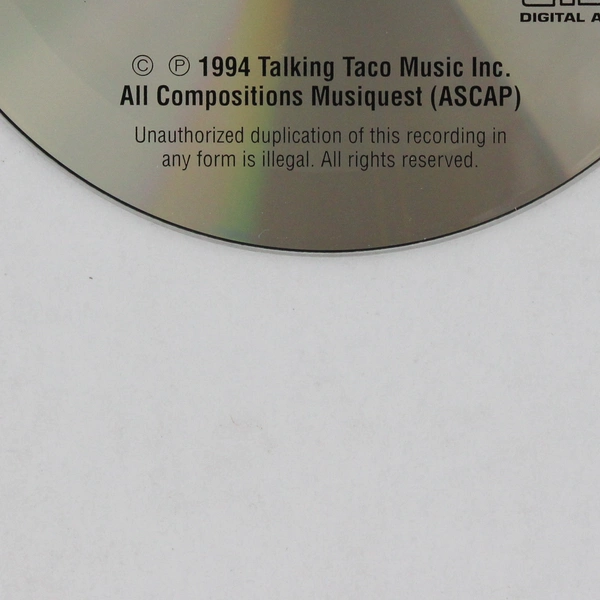 DIGITAL A
© ℗ 1994 Talking Taco Music Inc.
All Compositions Musiquest (ASCAP)
Unauthorized duplication of this recording in
any form is illegal. All rights reserved.